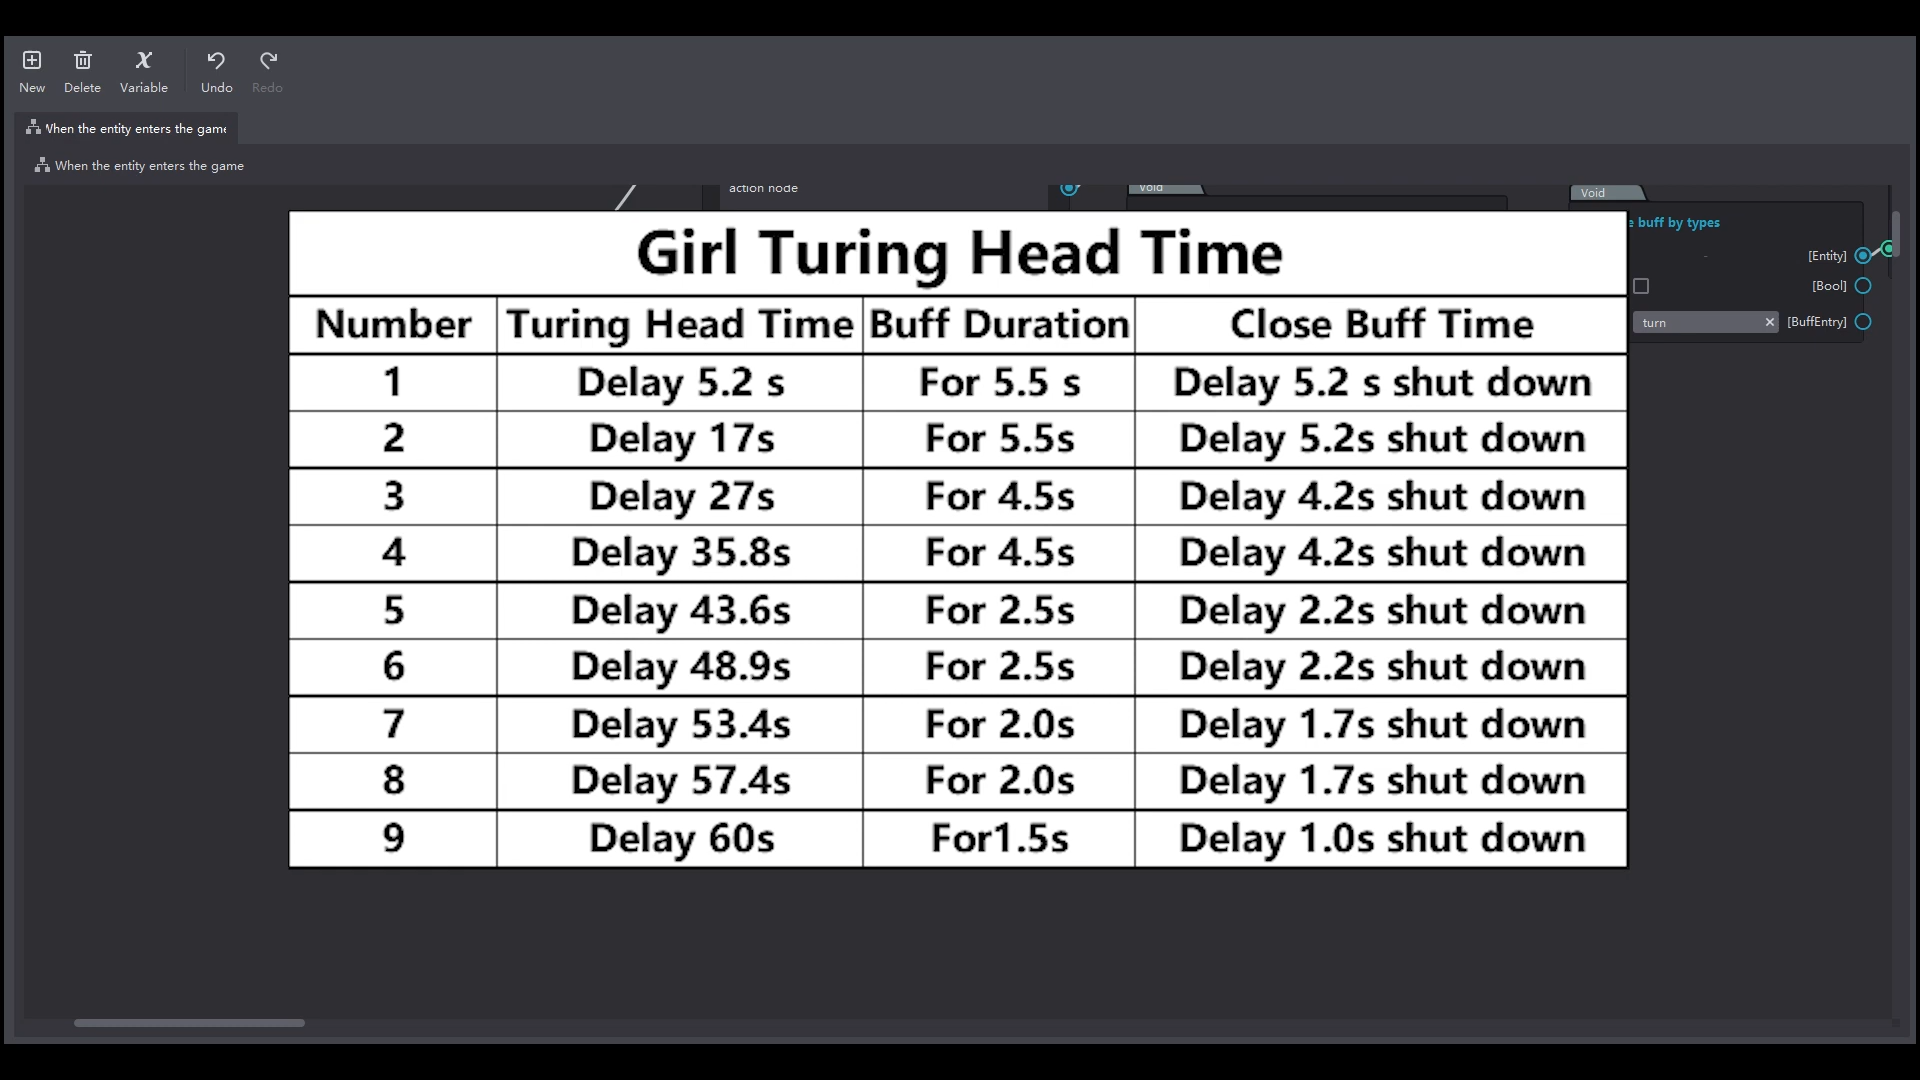 New Delete Variable Undo Redo
When the entity enters the game
When the entity enters the game
action node
Void
Void
buff by types
[Entity]
[Bool]
turn [BuffEntry]
Girl Turing Head Time
Number Turing Head Time Buff Duration Close Buff Time
1 Delay 5.2 s For 5.5 s Delay 5.2 s shut down
2 Delay 17s For 5.5s Delay 5.2s shut down
3 Delay 27s For 4.5s Delay 4.2s shut down
4 Delay 35.8s For 4.5s Delay 4.2s shut down
5 Delay 43.6s For 2.5s Delay 2.2s shut down
6 Delay 48.9s For 2.5s Delay 2.2s shut down
7 Delay 53.4s For 2.0s Delay 1.7s shut down
8 Delay 57.4s For 2.0s Delay 1.7s shut down
9 Delay 60s For1.5s Delay 1.0s shut down